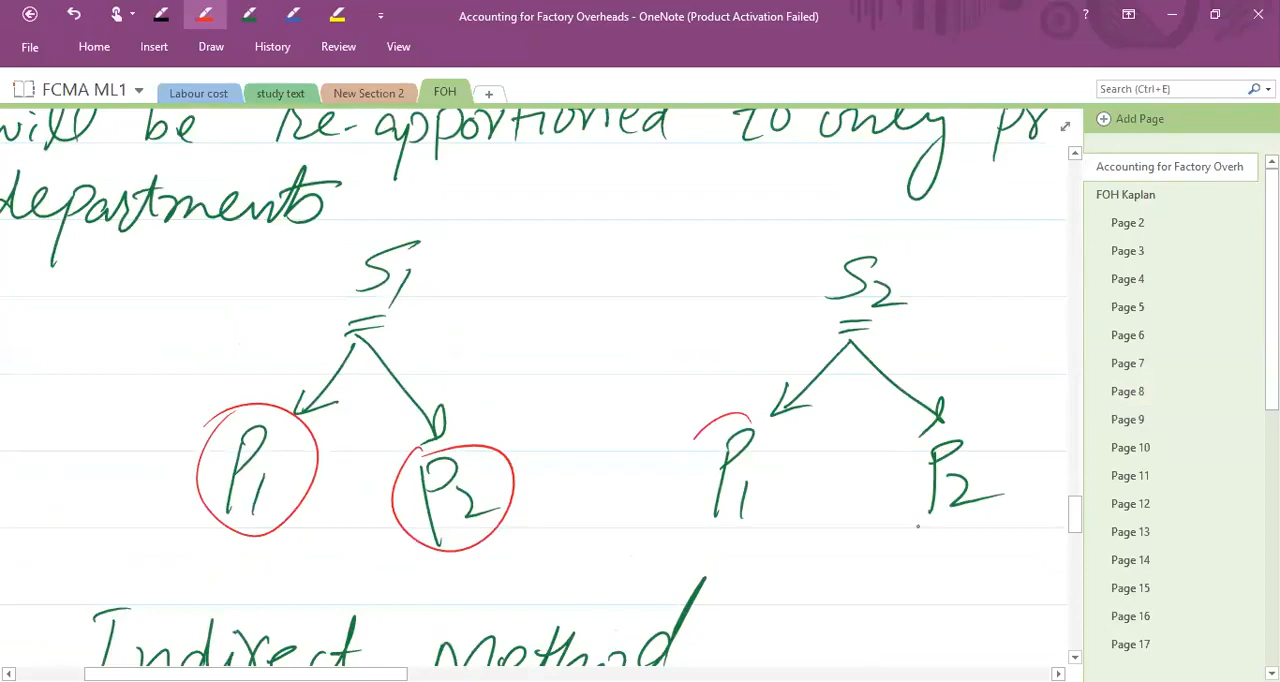 Accounting for Factory Overheads - OneNote (Product Activation Failed)
?
File Home Insert Draw History Review View
FCMA ML1 Labour cost study text New Section 2 FOH +
Search (Ctrl+E)
will be re-apportioned to only pr
departments
S1 S2
P1 P2 P1 P2
Indirect Method
Add Page
Accounting for Factory Overh
FOH Kaplan
Page 2
Page 3
Page 4
Page 5
Page 6
Page 7
Page 8
Page 9
Page 10
Page 11
Page 12
Page 13
Page 14
Page 15
Page 16
Page 17